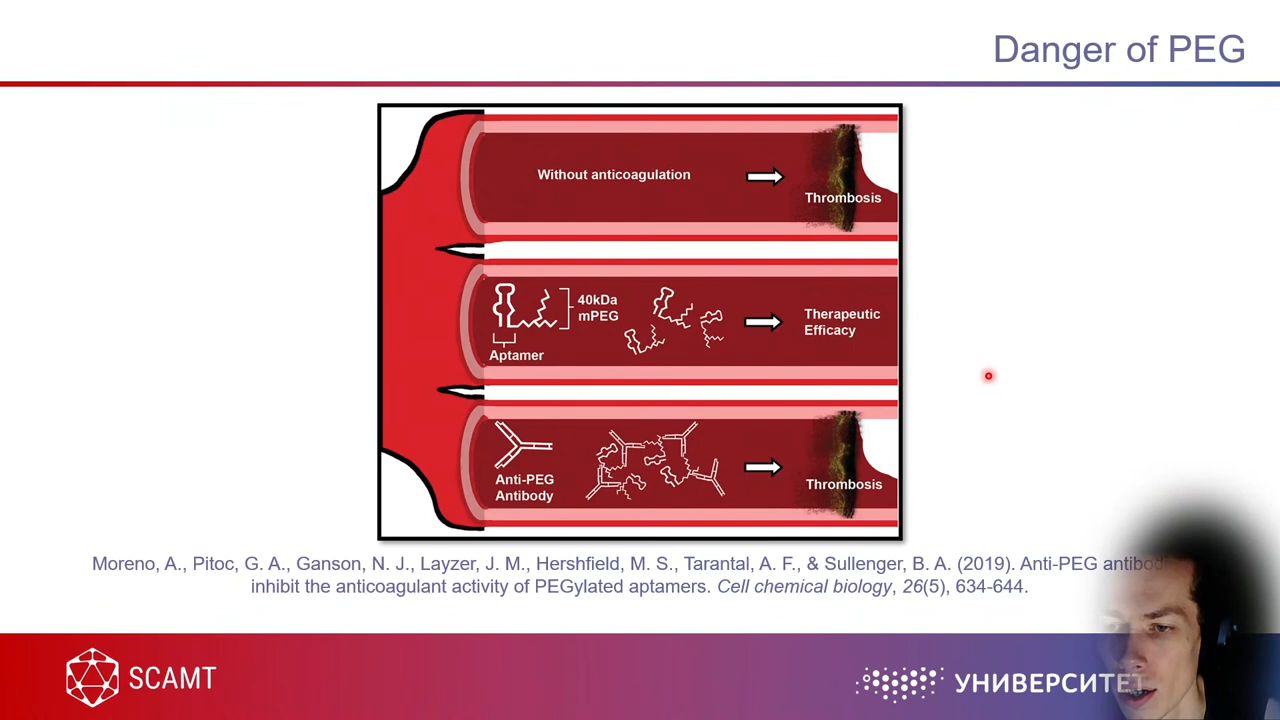 Danger of PEG
Without anticoagulation
Thrombosis
40kDa
mPEG
Aptamer
Therapeutic
Efficacy
Anti-PEG
Antibody
Thrombosis
Moreno, A., Pitoc, G. A., Ganson, N. J., Layzer, J. M., Hershfield, M. S., Tarantal, A. F., & Sullenger, B. A. (2019). Anti-PEG
inhibit the anticoagulant activity of PEGylated aptamers. Cell chemical biology, 26(5), 634-644.
SCAMT
УНИВЕРСИТЕТ